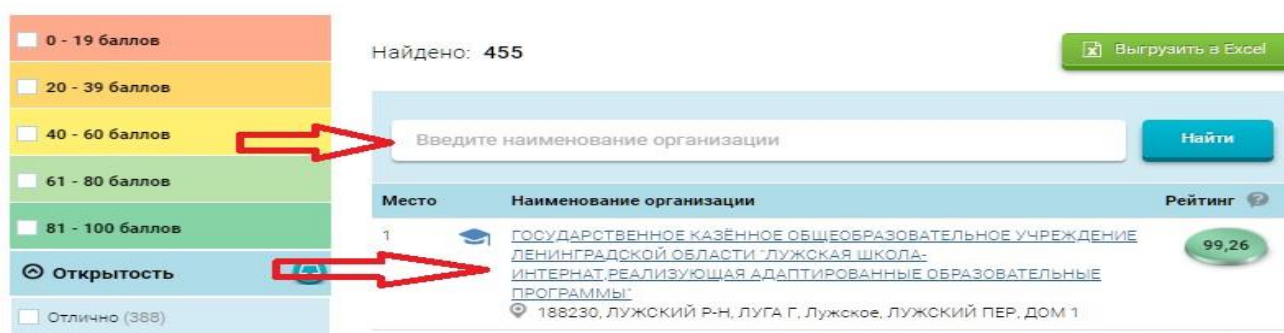 0 - 19 баллов
20 - 39 баллов
40 - 60 баллов
61 - 80 баллов
81 - 100 баллов
Открытость
Отлично (388)
Найдено: 455
Выгрузить в Excel
Введите наименование организации
Найти
Место Наименование организации Рейтинг
1 ГОСУДАРСТВЕННОЕ КАЗЁННОЕ ОБЩЕОБРАЗОВАТЕЛЬНОЕ УЧРЕЖДЕНИЕ 99,26
ЛЕНИНГРАДСКОЙ ОБЛАСТИ "ЛУЖСКАЯ ШКОЛА-
ИНТЕРНАТ,РЕАЛИЗУЮЩАЯ АДАПТИРОВАННЫЕ ОБРАЗОВАТЕЛЬНЫЕ
ПРОГРАММЫ"
188230, ЛУЖСКИЙ Р-Н, ЛУГА Г, Лужское, ЛУЖСКИЙ ПЕР, ДОМ 1